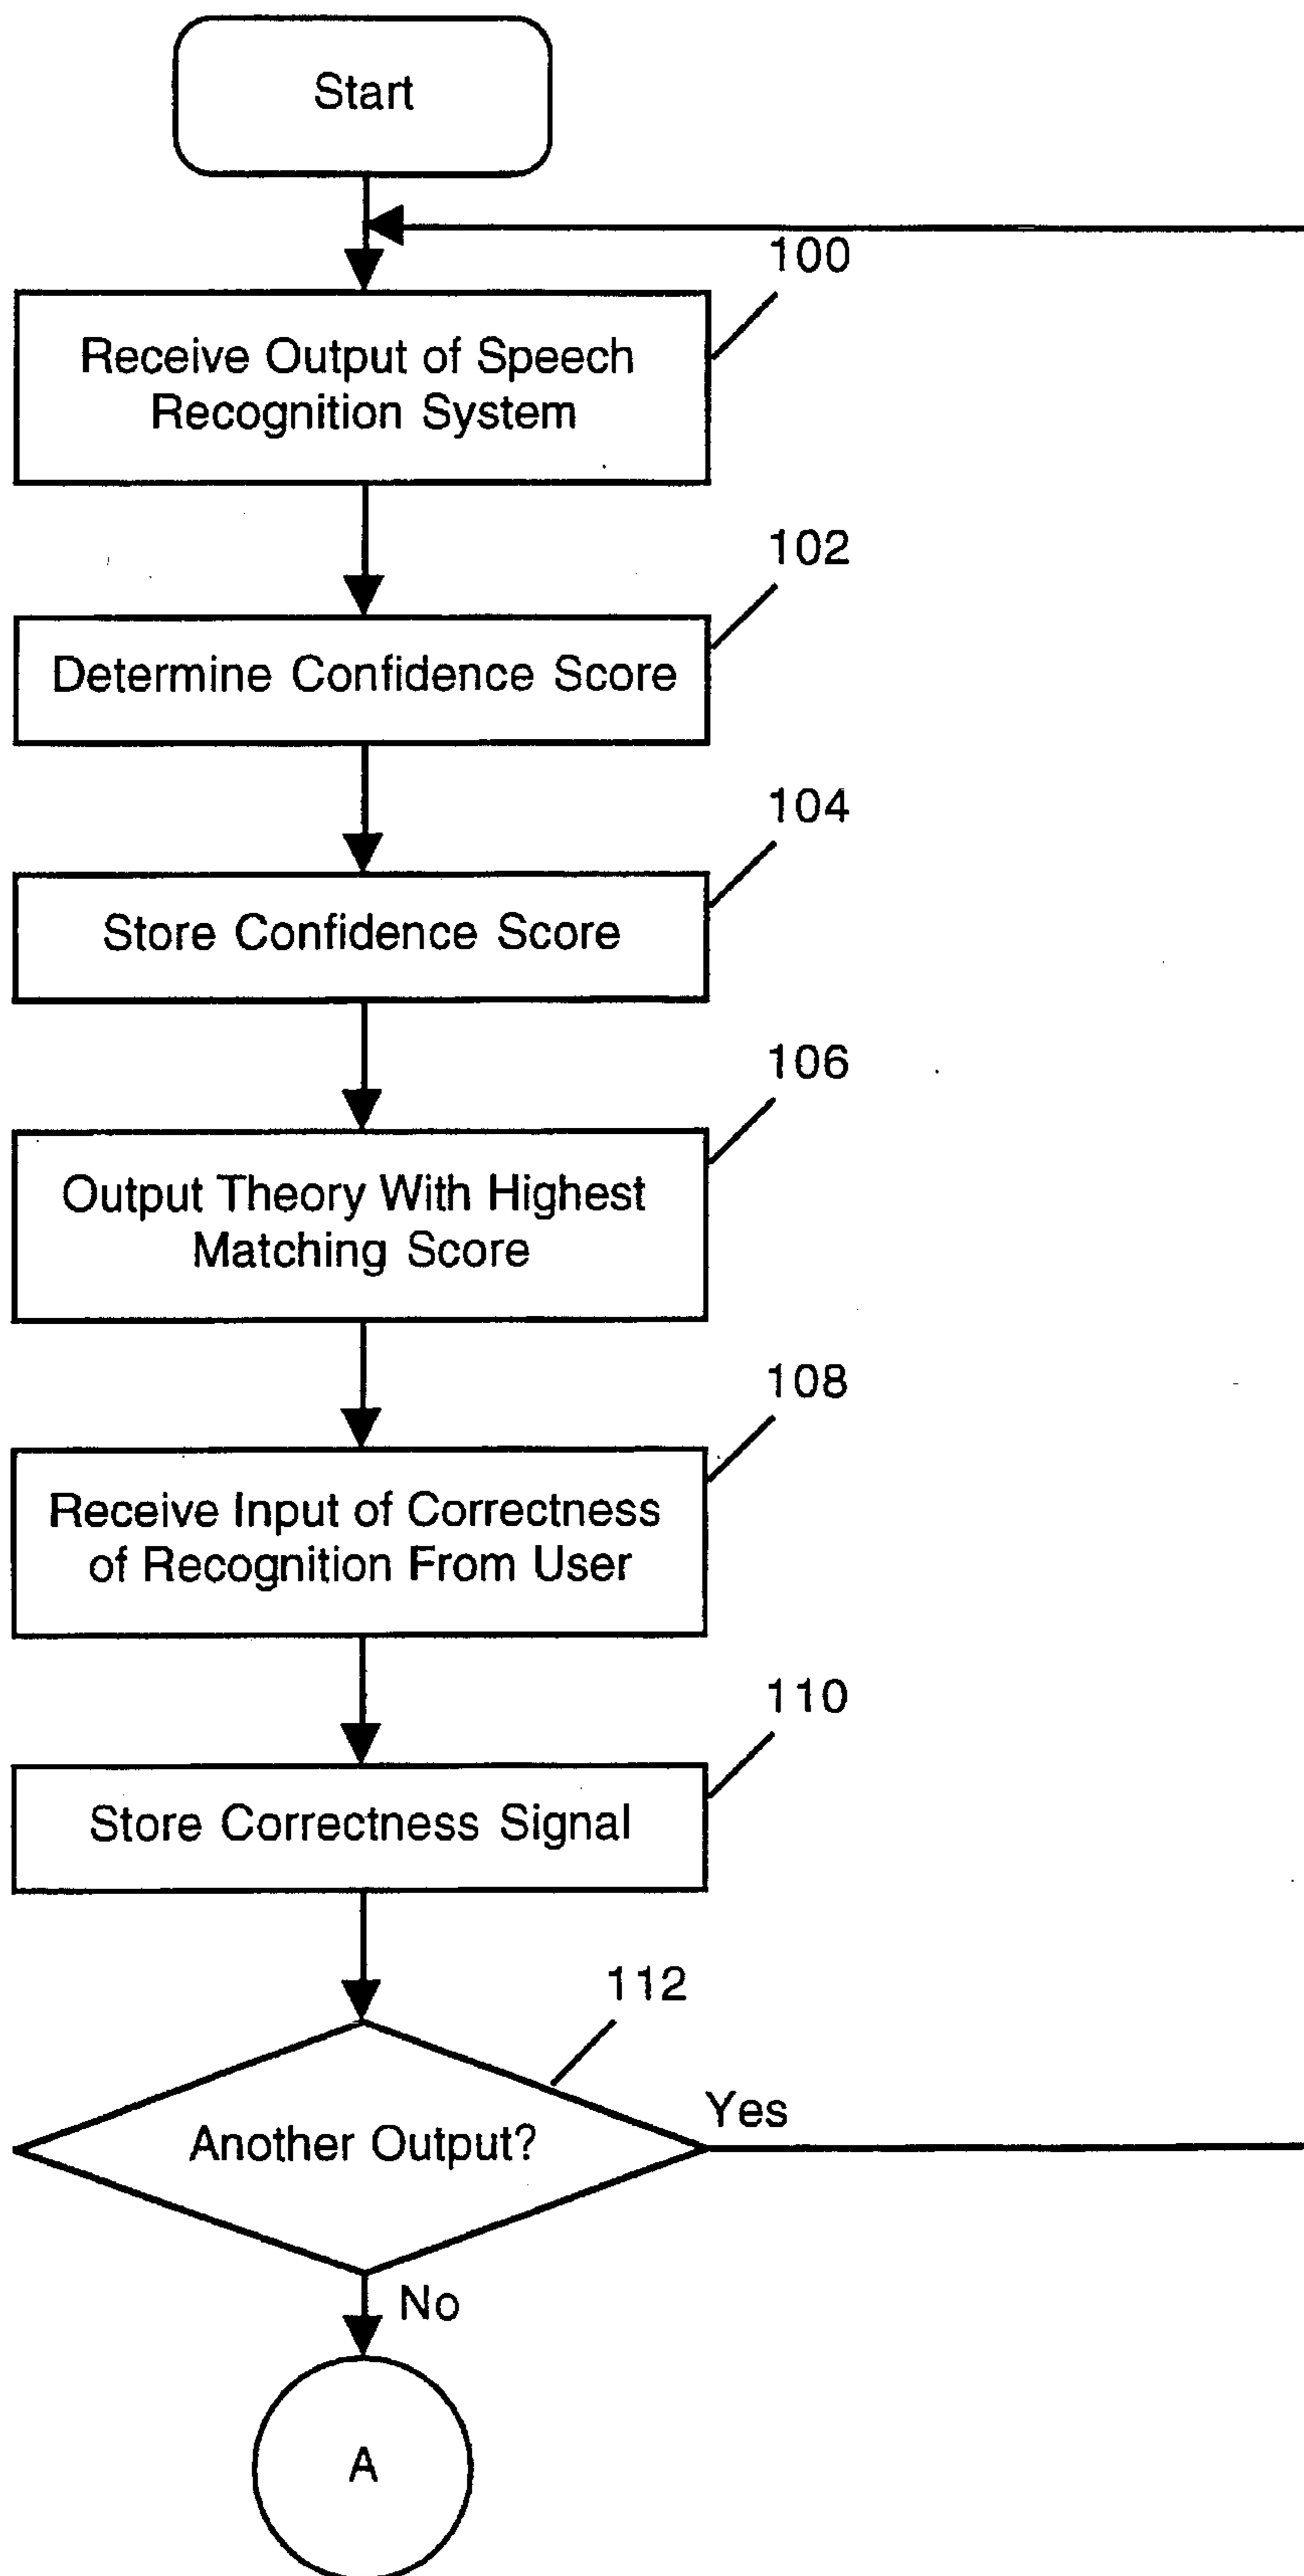 Start
100
Receive Output of Speech
Recognition System
102
Determine Confidence Score
104
Store Confidence Score
106
Output Theory With Highest
Matching Score
108
Receive Input of Correctness
of Recognition From User
110
Store Correctness Signal
112
Another Output?
Yes
No
A